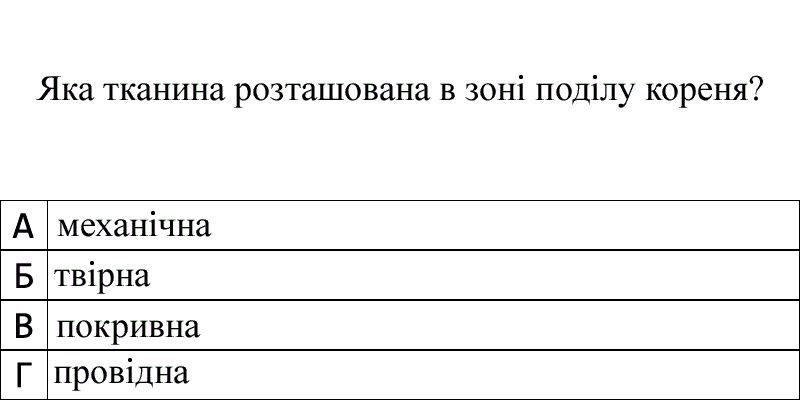 Яка тканина розташована в зоні поділу кореня?
А механічна
Б твірна
В покривна
Г провідна